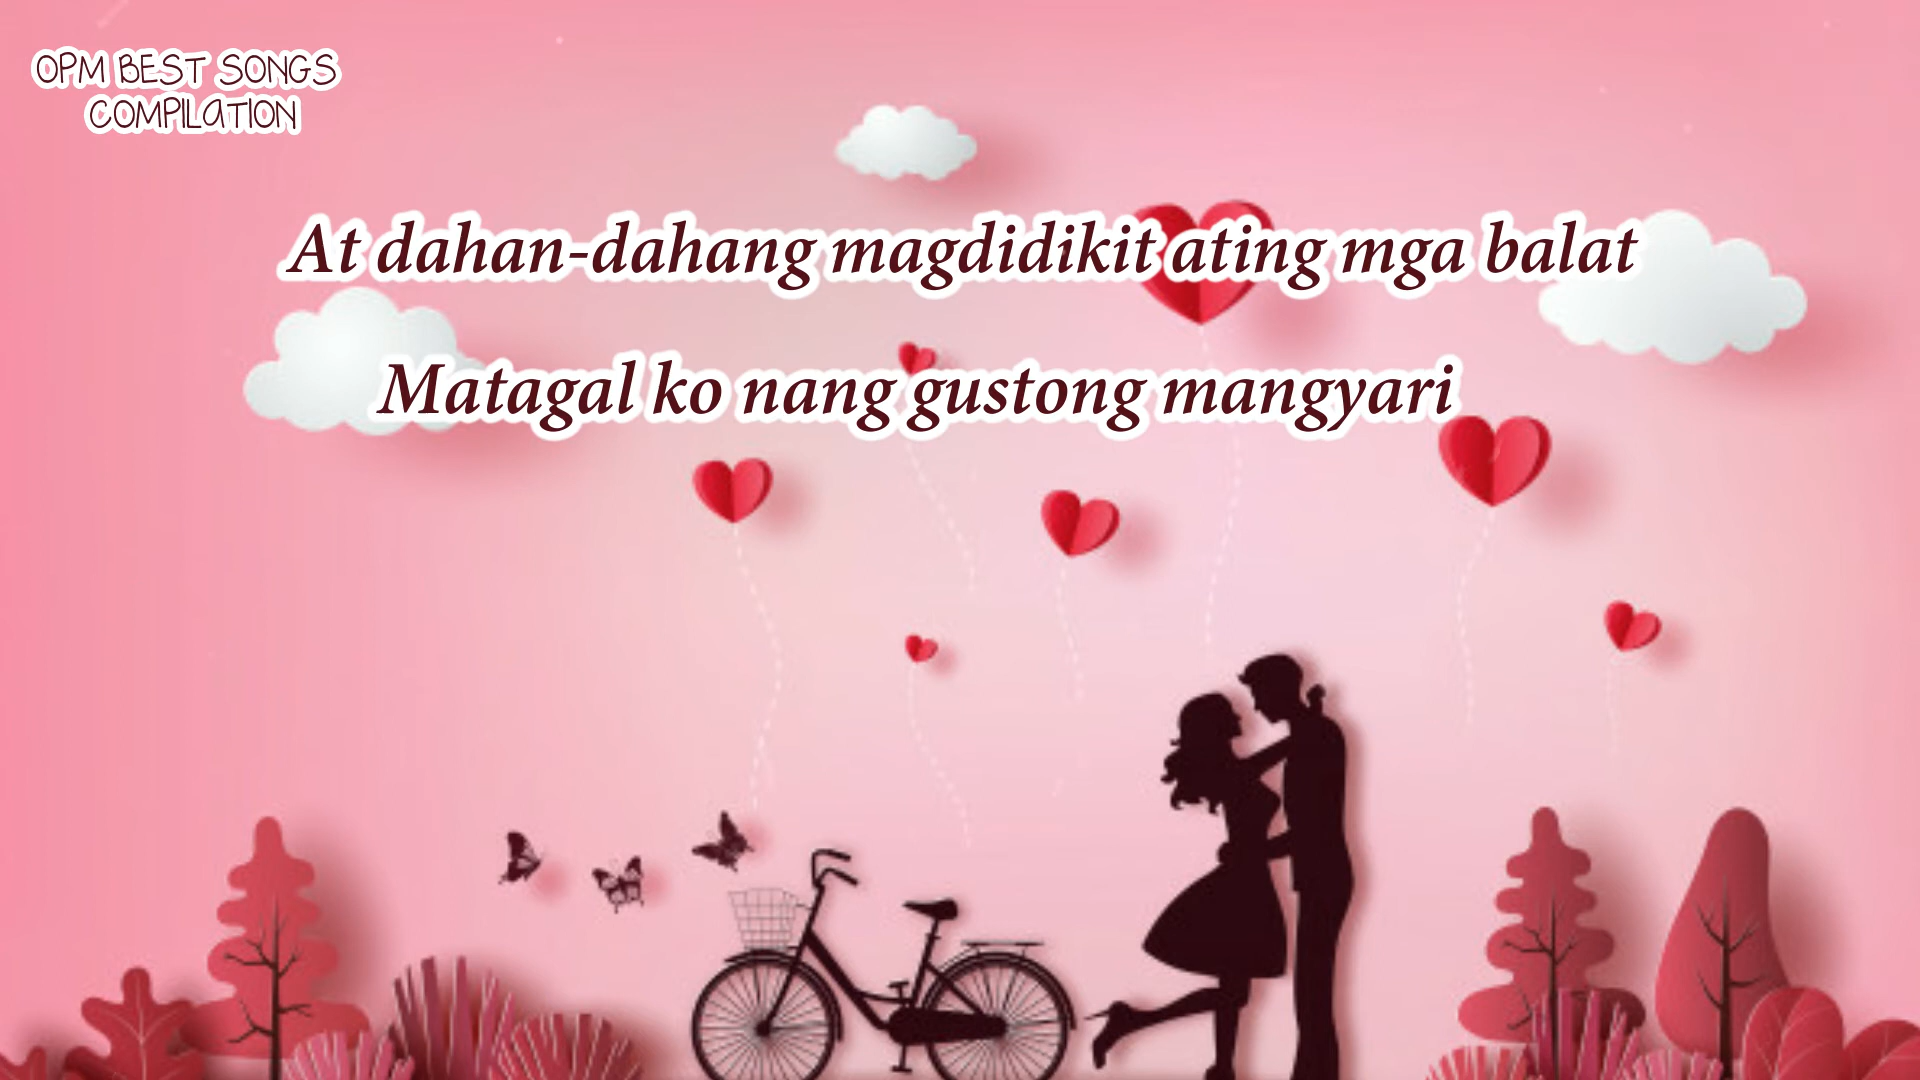 OPM BEST SONGS
COMPILATION
At dahan-dahang magdidikit ating mga balat
Matagal ko nang gustong mangyari